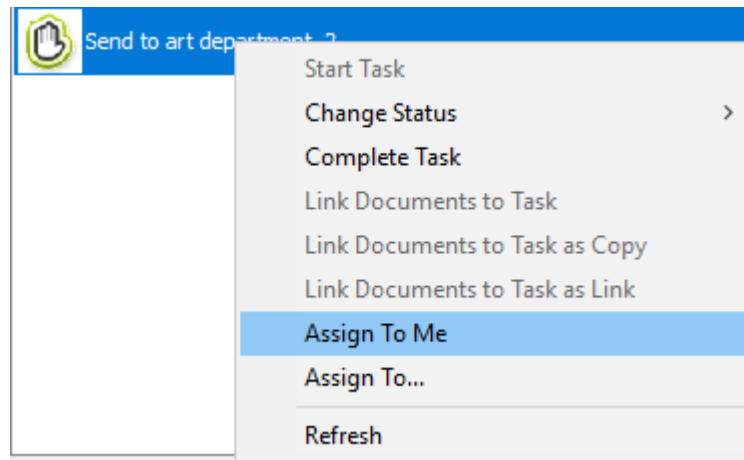 Send to art department 2
Start Task
Change Status
Complete Task
Link Documents to Task
Link Documents to Task as Copy
Link Documents to Task as Link
Assign To Me
Assign To...
Refresh